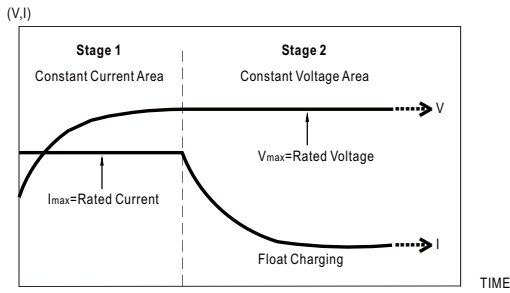 (V,I)
Stage 1
Stage 2
Constant Current Area
Constant Voltage Area
V
Vmax=Rated Voltage
Imax=Rated Current
I
Float Charging
TIME